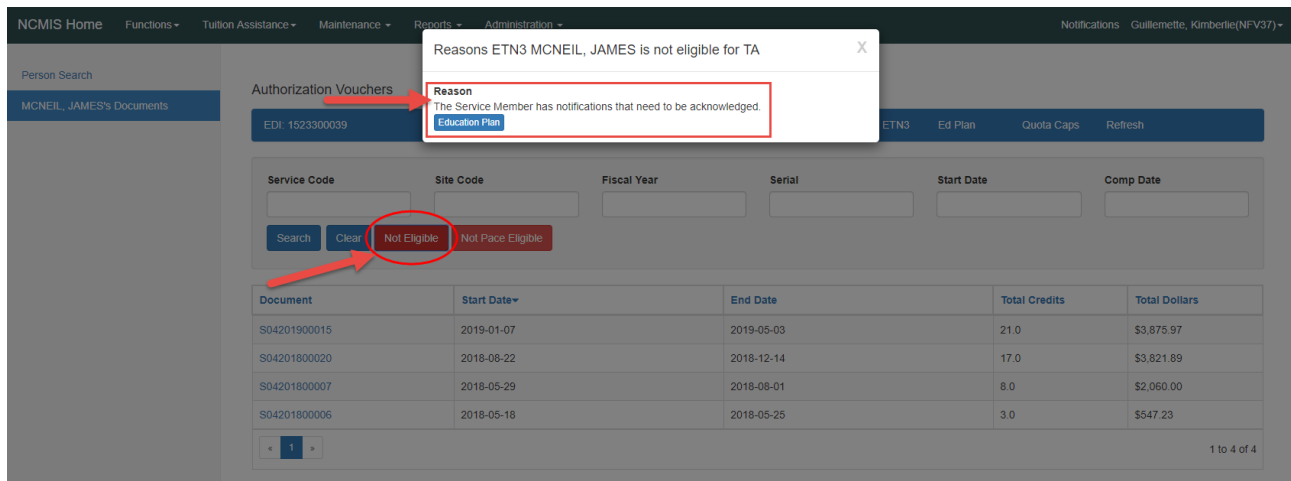 NCMIS Home Functions Tuition Assistance Maintenance Reports Administration Notifications Guillemette, Kimberlie(NFV37)
Reasons ETN3 MCNEIL, JAMES is not eligible for TA X
Person Search
MCNEIL, JAMES's Documents
Authorization Vouchers
Reason
The Service Member has notifications that need to be acknowledged.
Education Plan
EDI: 1523300039 ETN3 Ed Plan Quota Caps Refresh
Service Code Site Code Fiscal Year Serial Start Date Comp Date
Search Clear Not Eligible Not Pace Eligible
Document Start Date End Date Total Credits Total Dollars
S04201900015 2019-01-07 2019-05-03 21.0 $3,875.97
S04201800020 2018-08-22 2018-12-14 17.0 $3,821.89
S04201800007 2018-05-29 2018-08-01 8.0 $2,060.00
S04201800006 2018-05-18 2018-05-25 3.0 $547.23
« 1 » 1 to 4 of 4